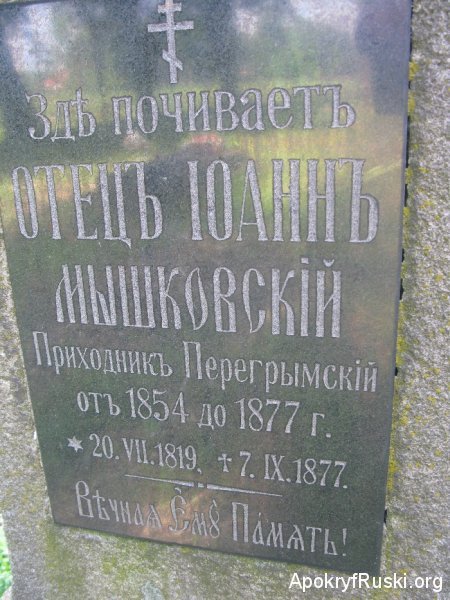 Здѣ почиваетъ
ОТЕЦЪ ІОАННЪ
МЫШКОВСКІЙ
Приходникъ Перегрымскій
отъ 1854 до 1877 г.
* 20. VII. 1819. + 7. IX. 1877.
Вѣчная Ємꙋ Память!
ApokryfRuski.org